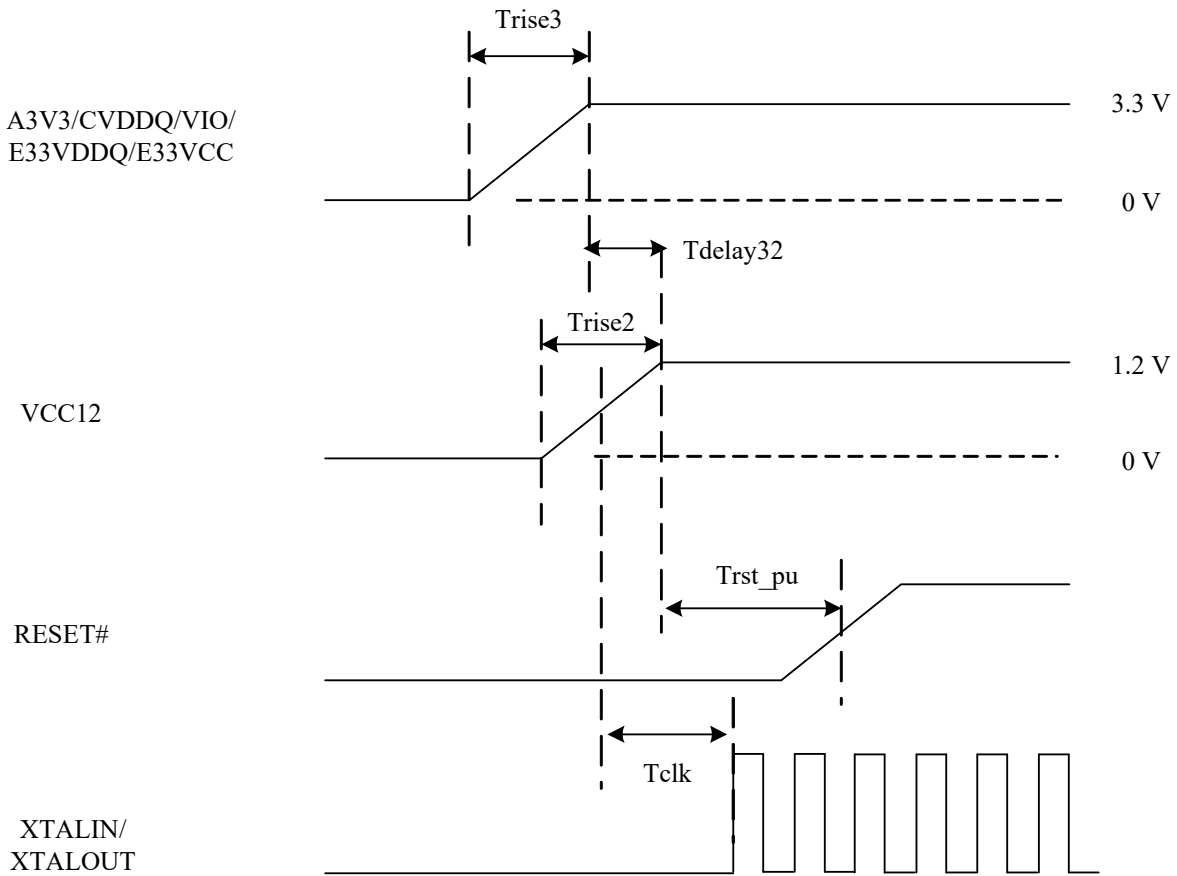 Trise3
A3V3/CVDDQ/VIO/
E33VDDQ/E33VCC
3.3 V
0 V
Tdelay32
Trise2
VCC12
1.2 V
0 V
Trst_pu
RESET#
Tclk
XTALIN/
XTALOUT